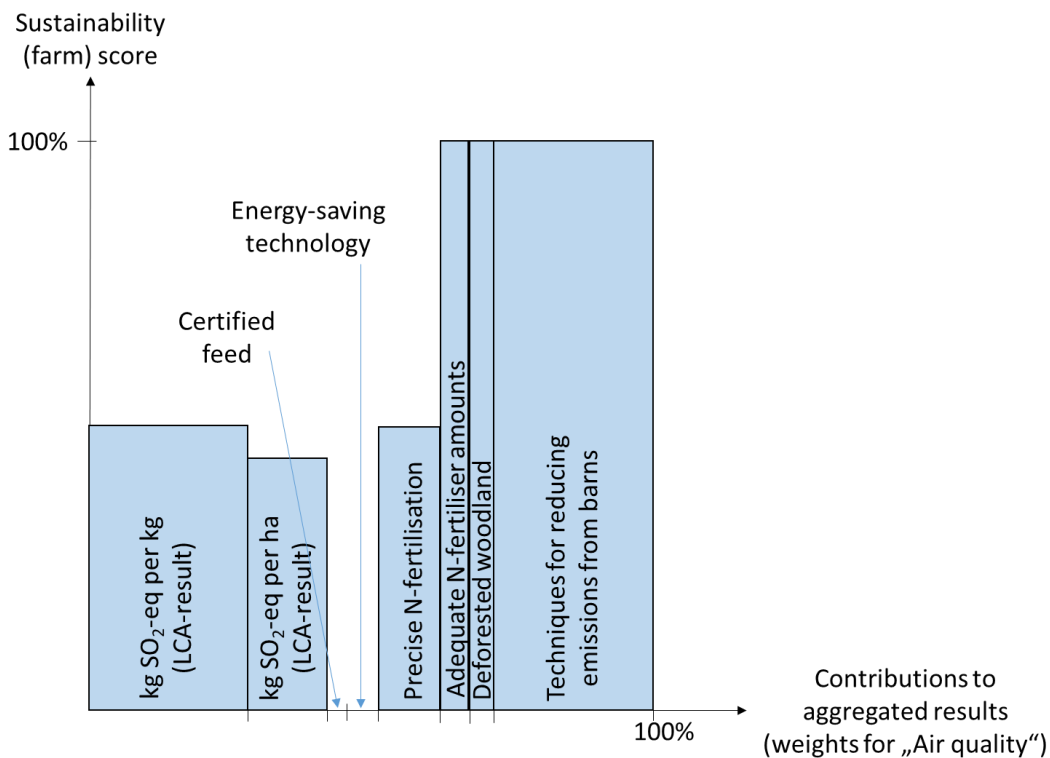 Sustainability
(farm) score
100%
Energy-saving
technology
Certified
feed
kg SO₂-eq per kg
(LCA-result)
kg SO₂-eq per ha
(LCA-result)
Precise N-fertilisation
Adequate N-fertiliser amounts
Deforested woodland
Techniques for reducing
emissions from barns
100%
Contributions to
aggregated results
(weights for „Air quality“)